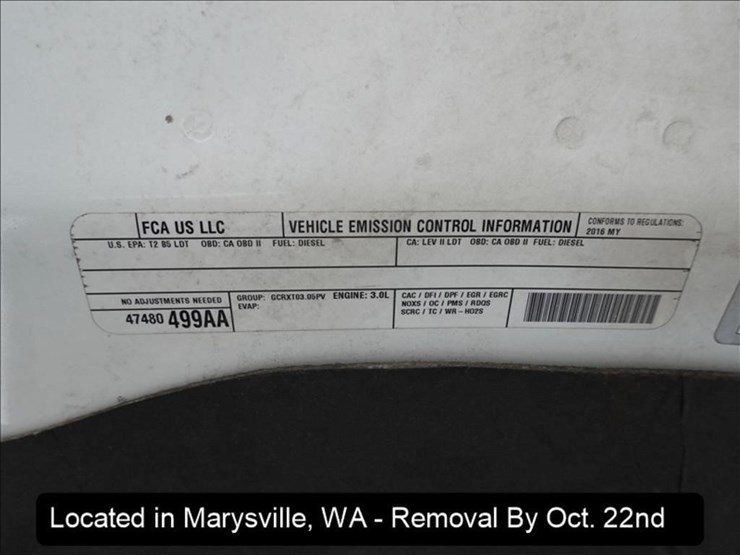 FCA US LLC
VEHICLE EMISSION CONTROL INFORMATION
CONFORMS TO REGULATIONS:
2016 MY
U.S. EPA: T2 B5 LDT OBD: CA OBD II FUEL: DIESEL
CA: LEV II LDT OBD: CA OBD II FUEL: DIESEL
NO ADJUSTMENTS NEEDED
47480 499AA
GROUP: GCRXT03.05PV ENGINE: 3.0L
EVAP:
CAC / DFI / DPF / EGR / EGRC
NOXS / OC / PMS / RDQS
SCRC / TC / WR-HO2S
Located in Marysville, WA - Removal By Oct. 22nd